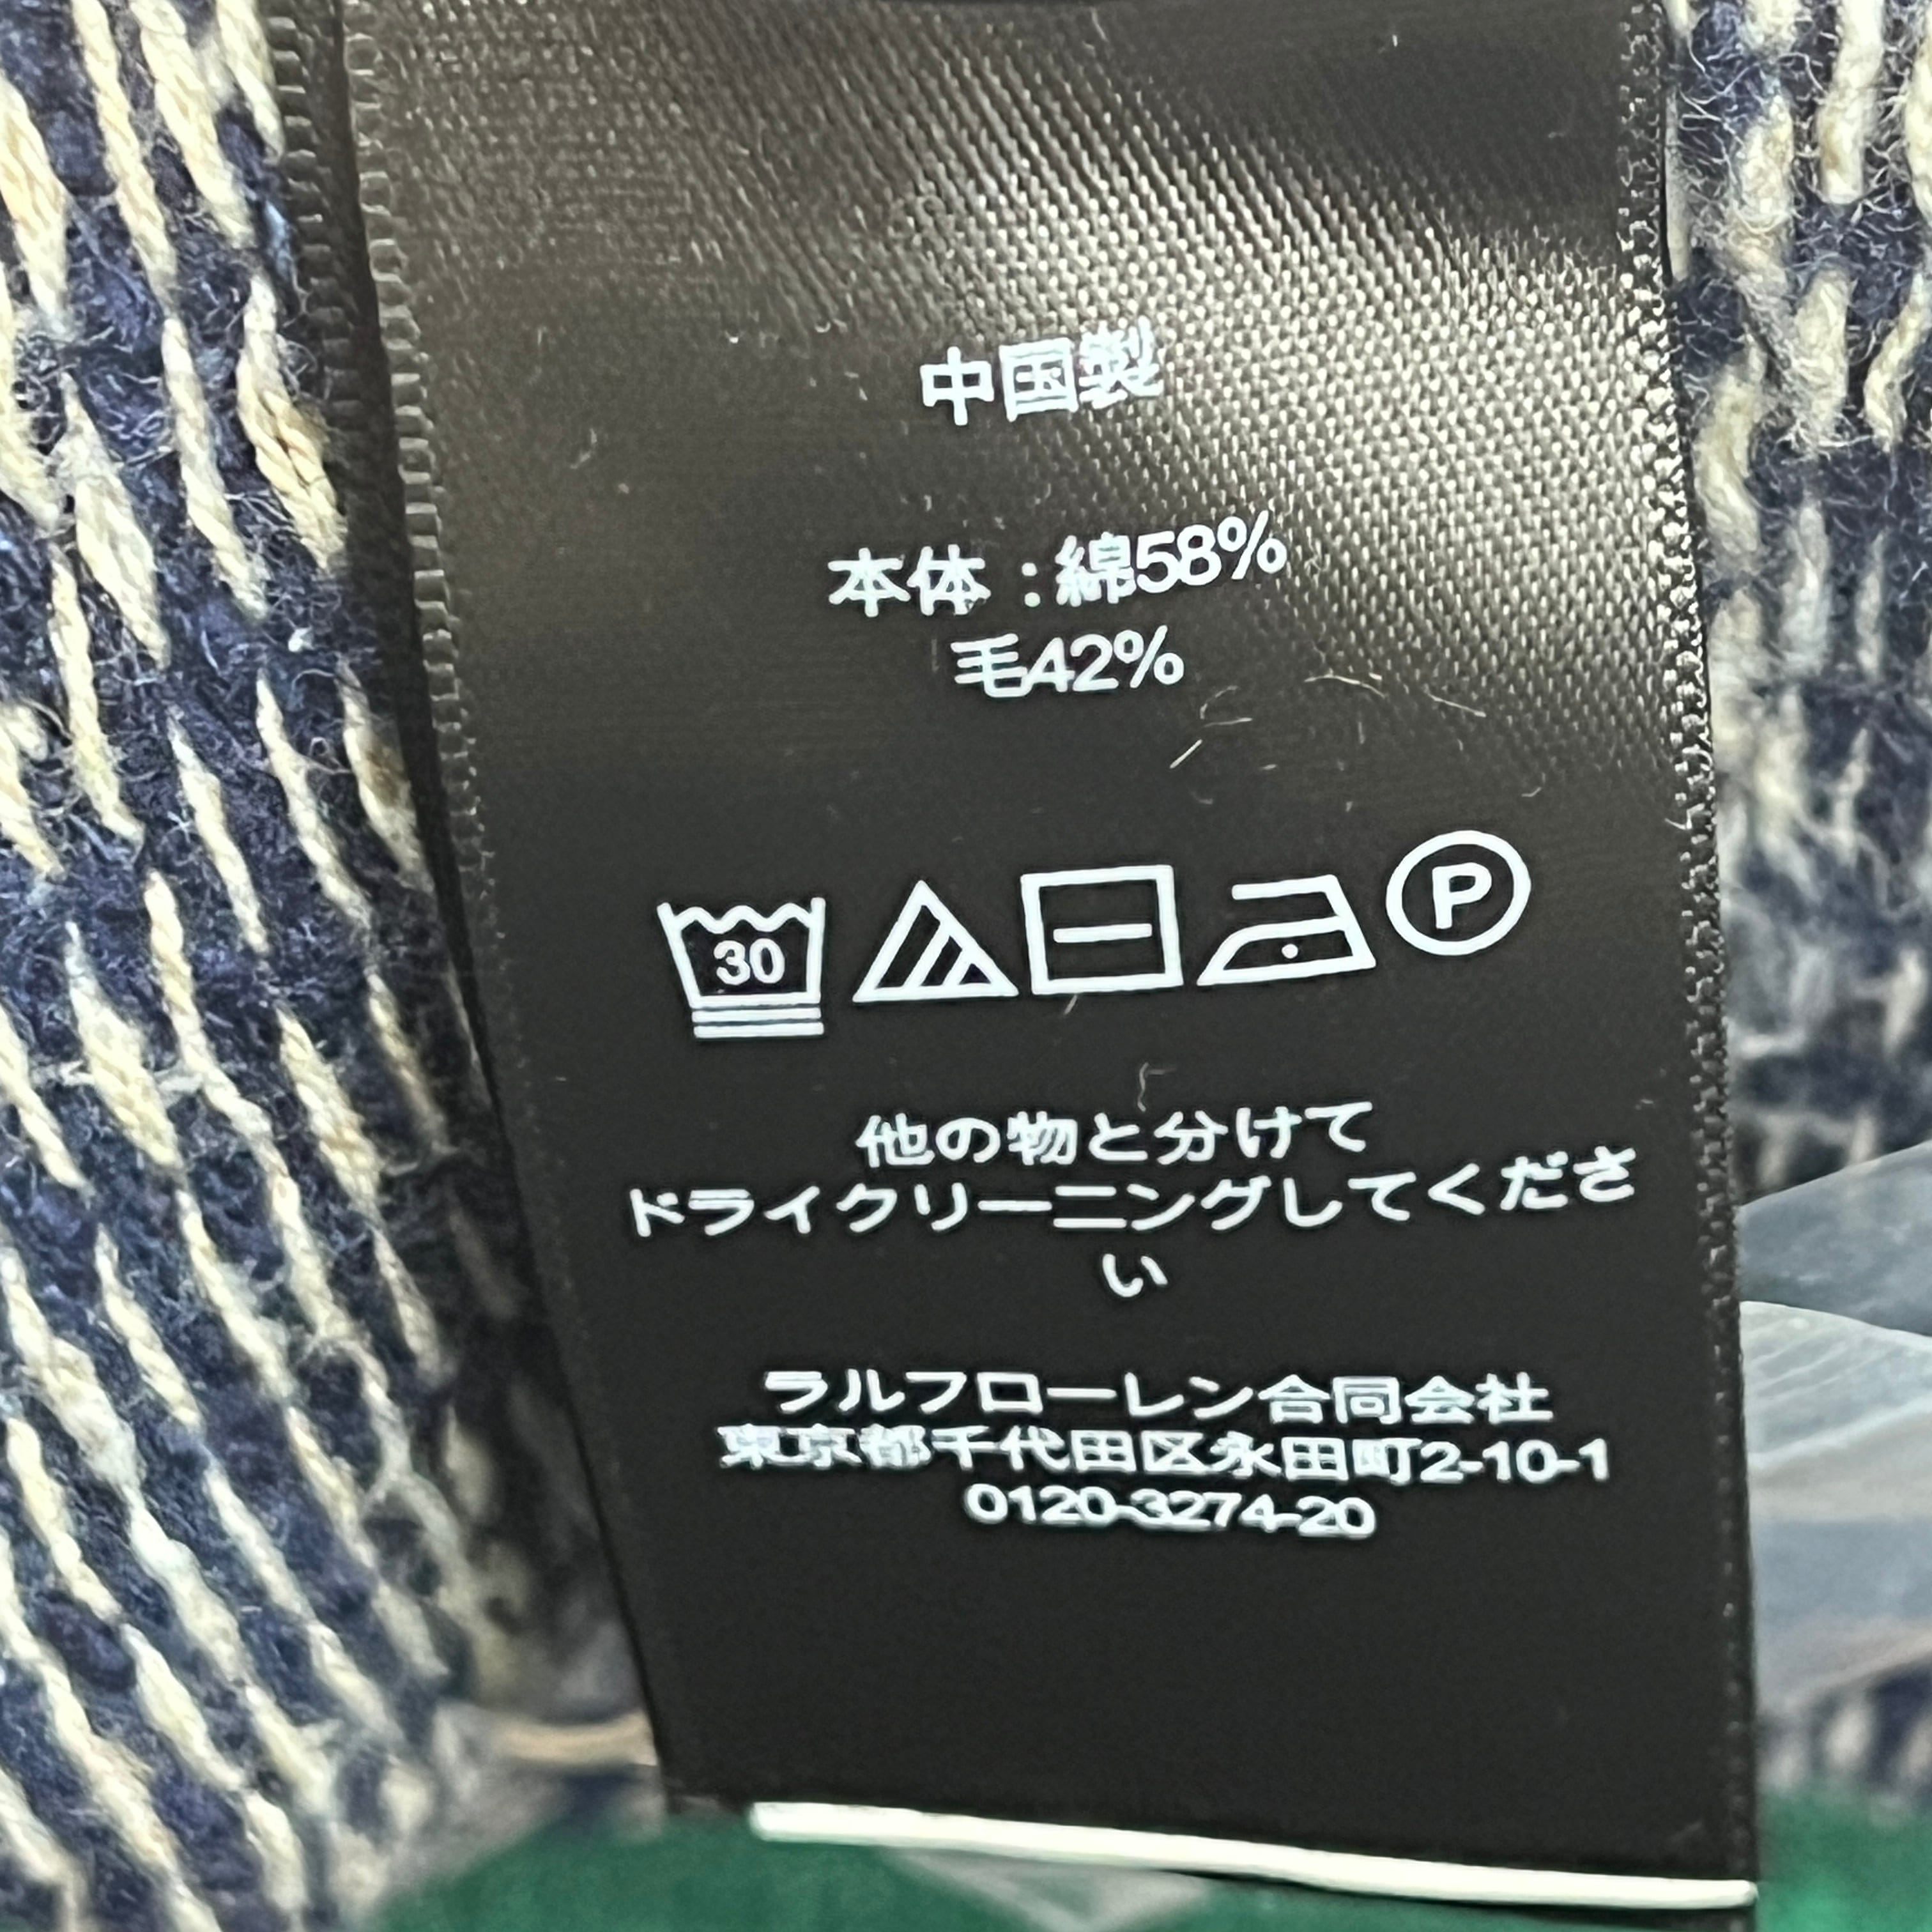 中国製
本体：綿58%
毛42%
30
P
他の物と分けて
ドライクリーニングしてくださ
い
ラルフローレン合同会社
東京都千代田区永田町2-10-1
0120-3274-20